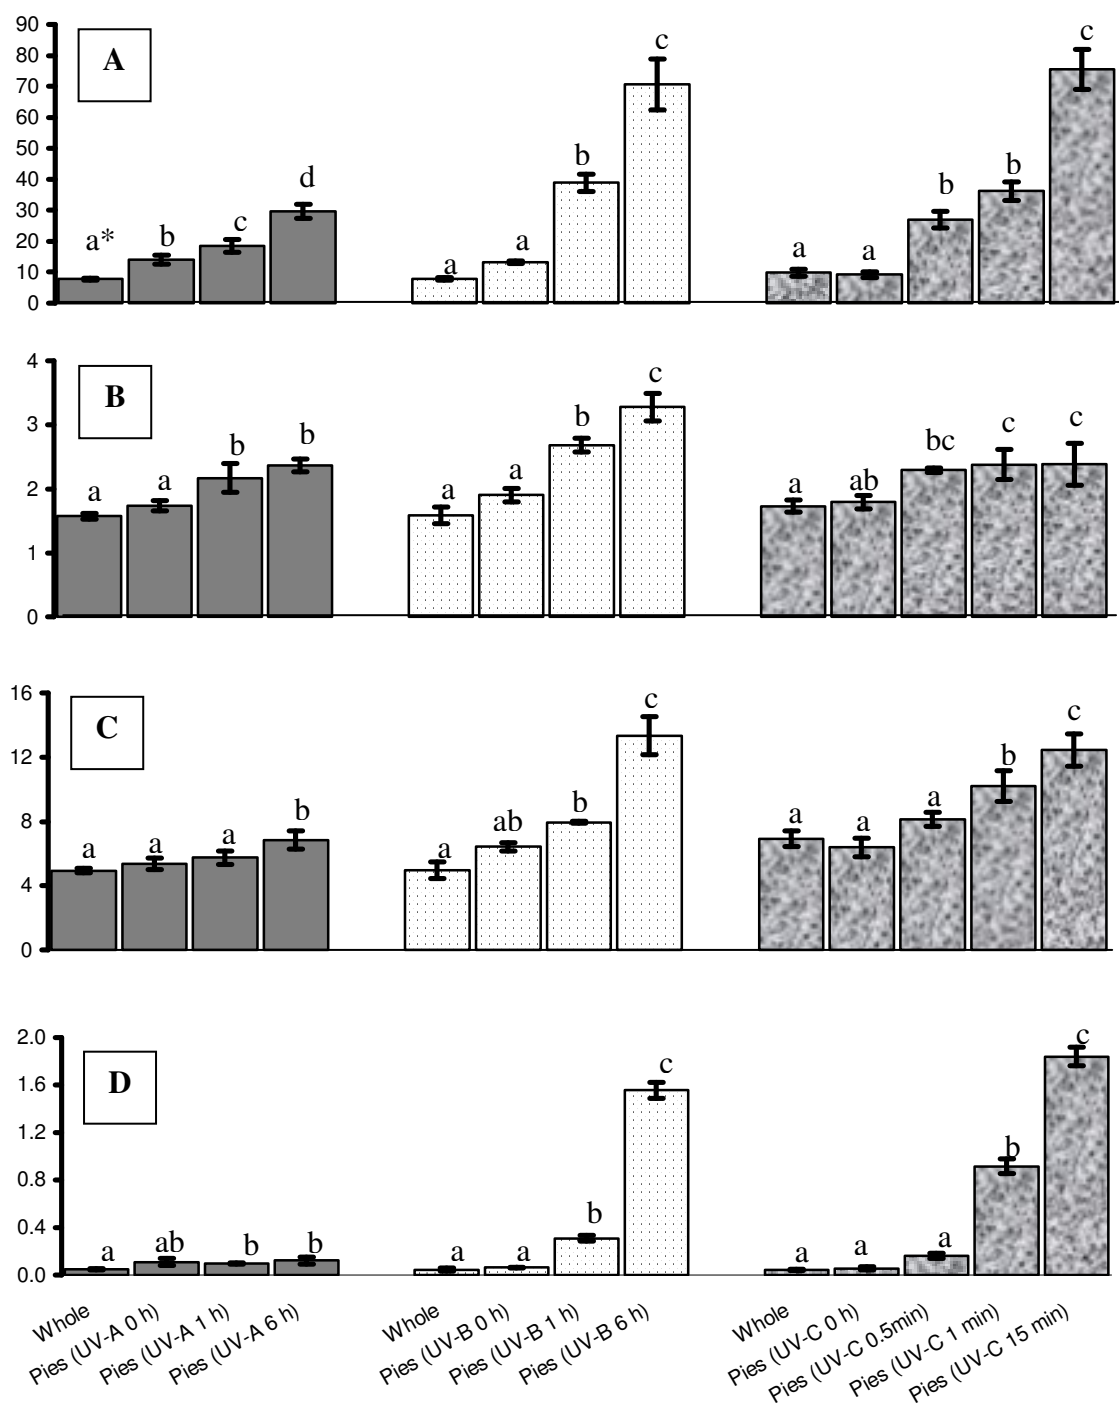 90
80
70
60
50
40
30
20
10
0
A
a* b c d
a a b c
a a b b c
4
3
2
1
0
B
a a b b
a a b c
a ab bc c c
16
12
8
4
0
C
a a a b
a ab b c
a a a b c
2.0
1.6
1.2
0.8
0.4
0.0
D
a ab b b
a a b c
a a a b c
Whole
Pies (UV-A 0 h)
Pies (UV-A 1 h)
Pies (UV-A 6 h)
Whole
Pies (UV-B 0 h)
Pies (UV-B 1 h)
Pies (UV-B 6 h)
Whole
Pies (UV-C 0 h)
Pies (UV-C 0.5min)
Pies (UV-C 1 min)
Pies (UV-C 15 min)